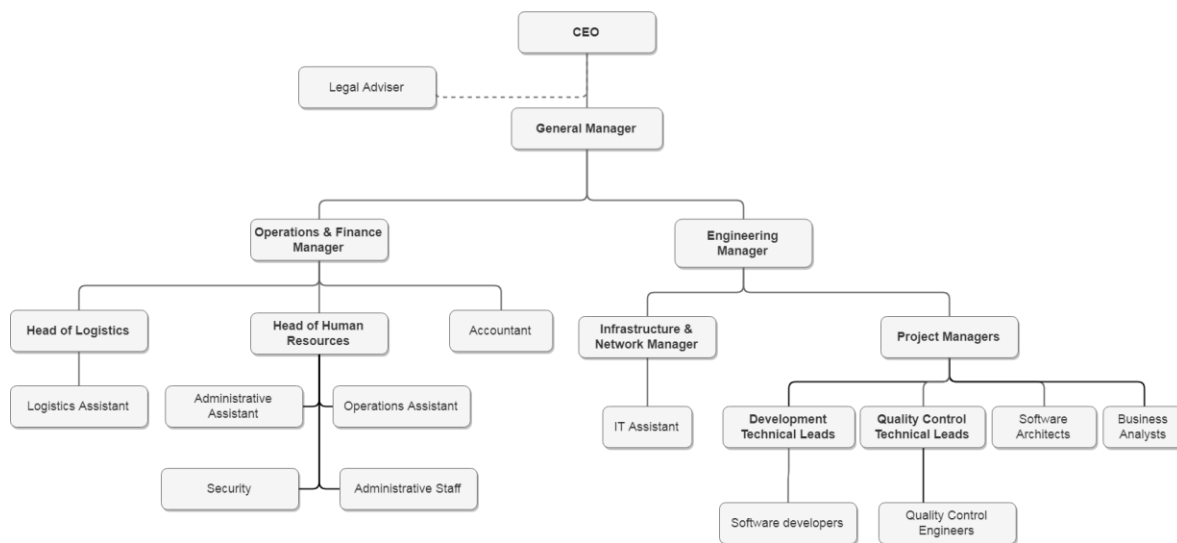 CEO
Legal Adviser
General Manager
Operations & Finance
Manager
Engineering
Manager
Head of Logistics
Head of Human
Resources
Accountant
Infrastructure &
Network Manager
Project Managers
Logistics Assistant
Administrative
Assistant
Operations Assistant
IT Assistant
Development
Technical Leads
Quality Control
Technical Leads
Software
Architects
Business
Analysts
Security
Administrative Staff
Software developers
Quality Control
Engineers